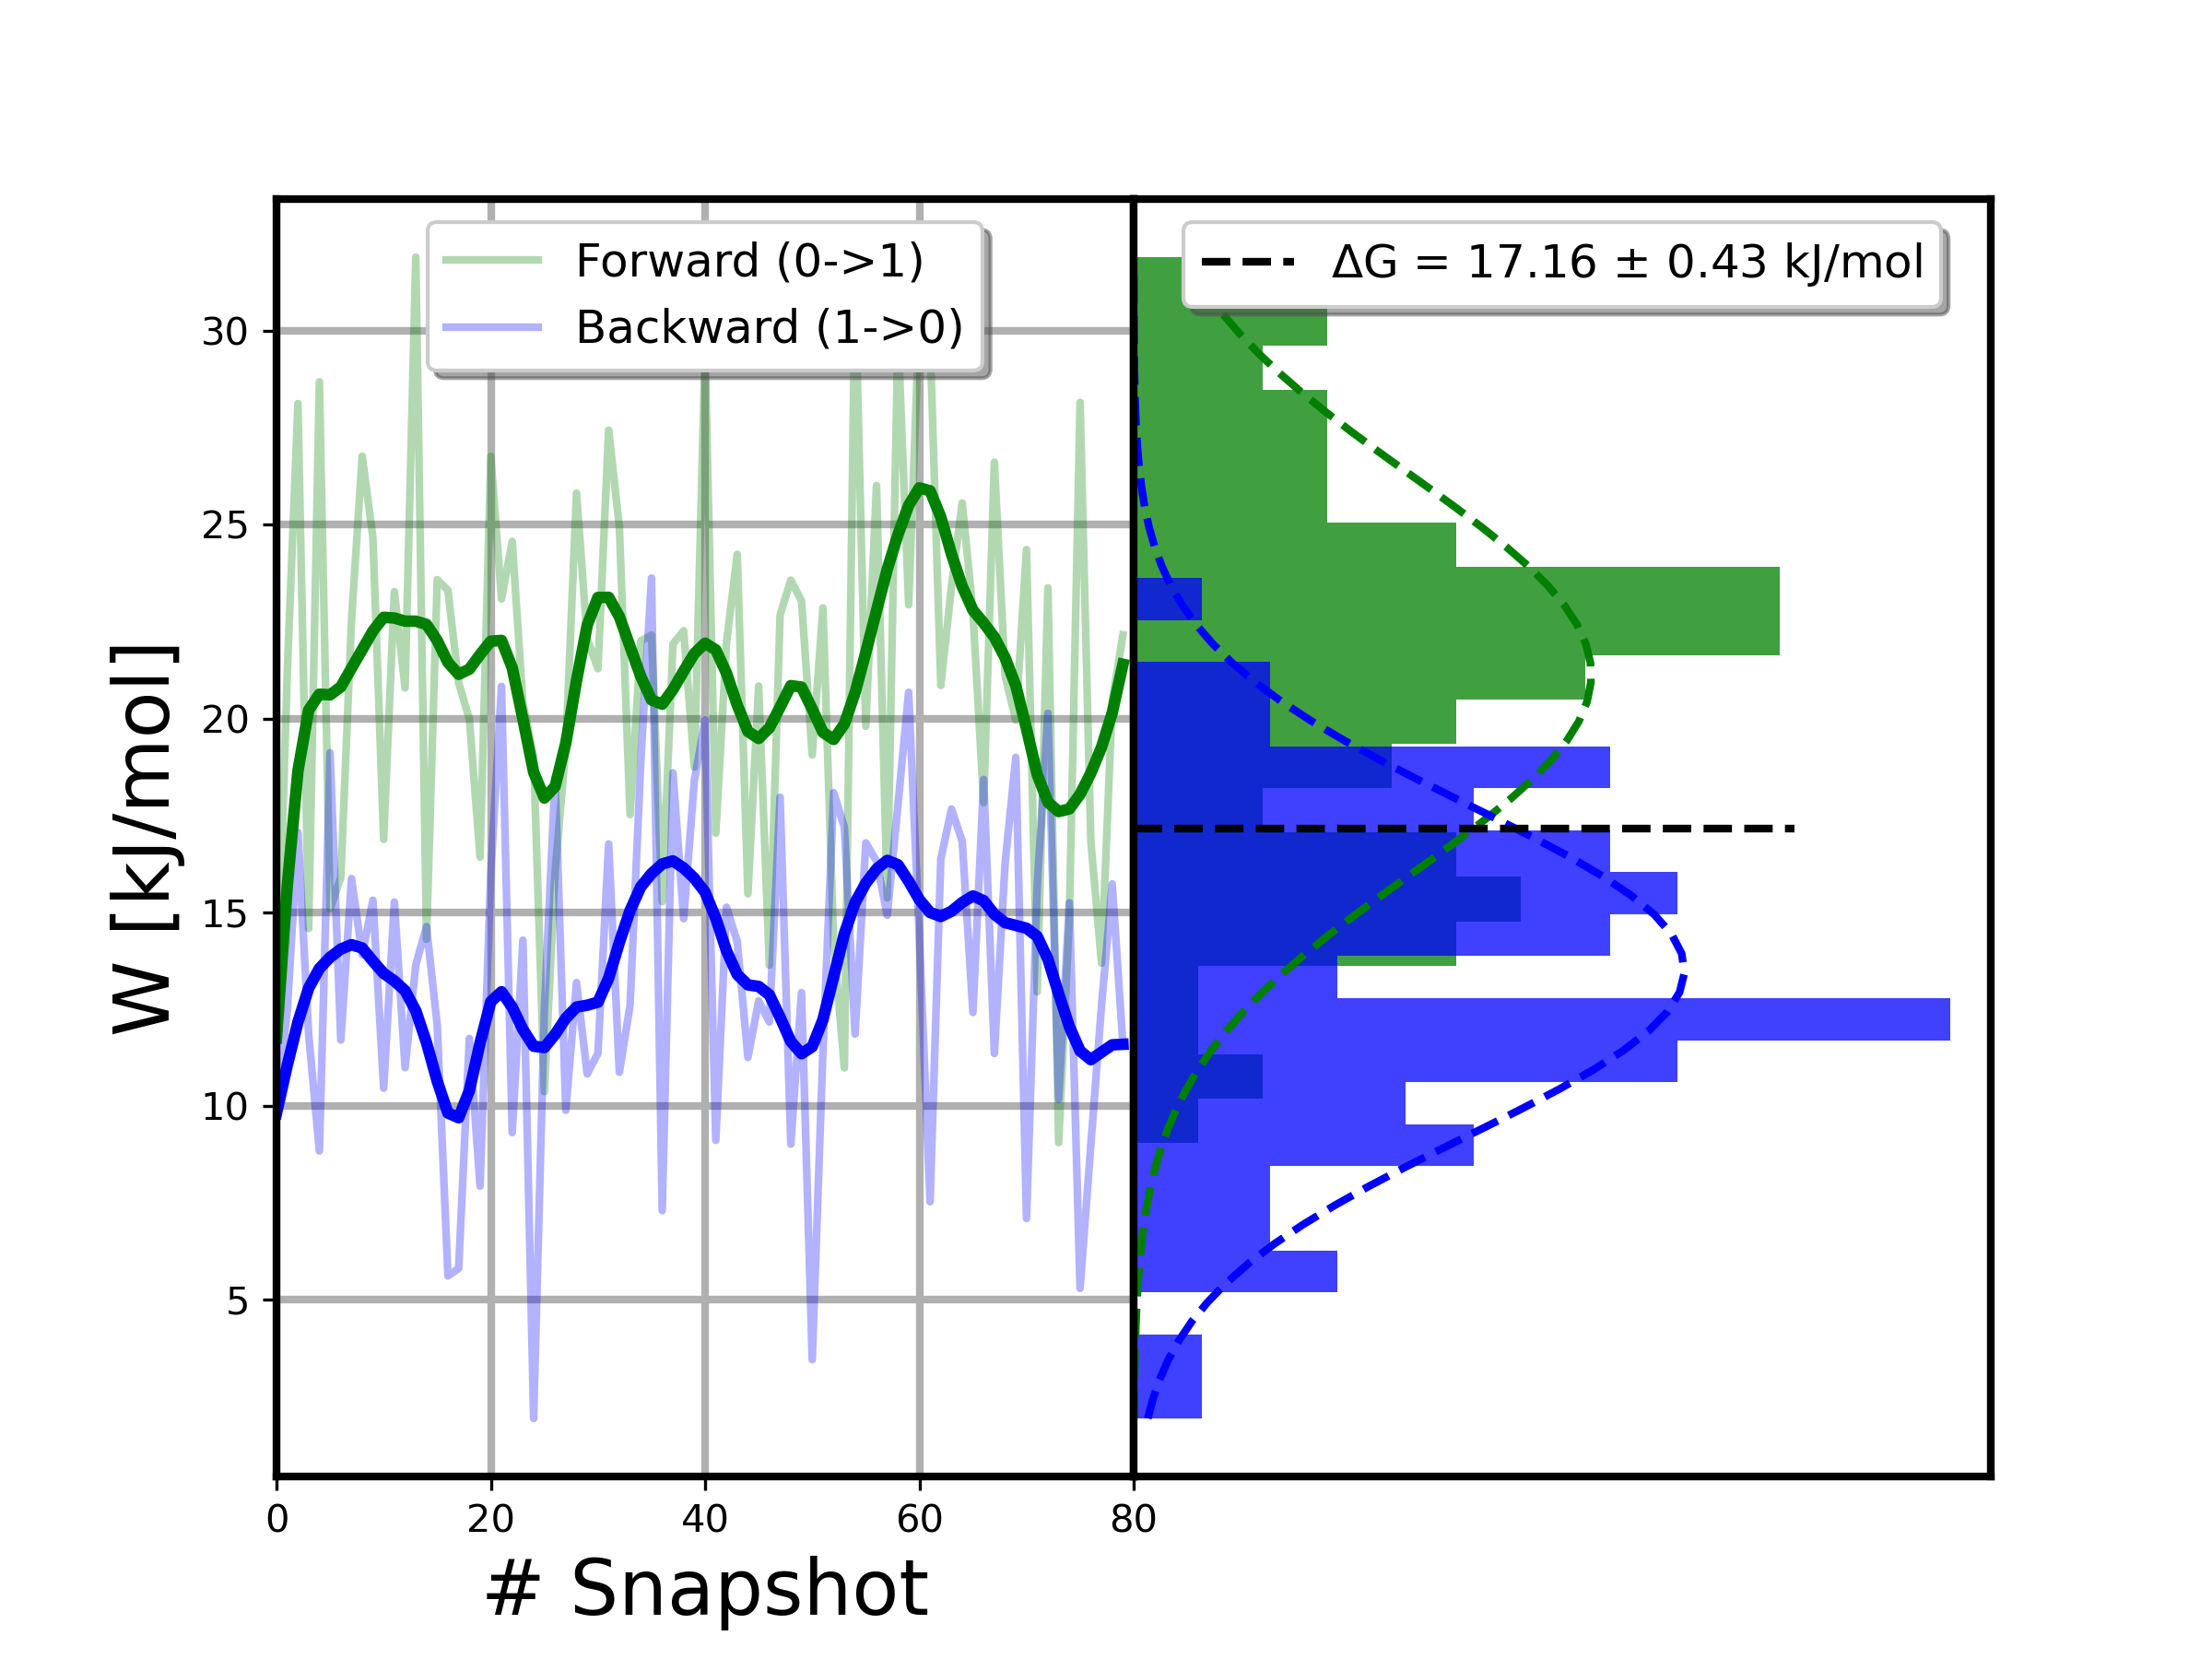 Forward (0->1)
Backward (1->0)
ΔG = 17.16 ± 0.43 kJ/mol
30
25
20
15
10
5
W [kJ/mol]
0 20 40 60 80
# Snapshot